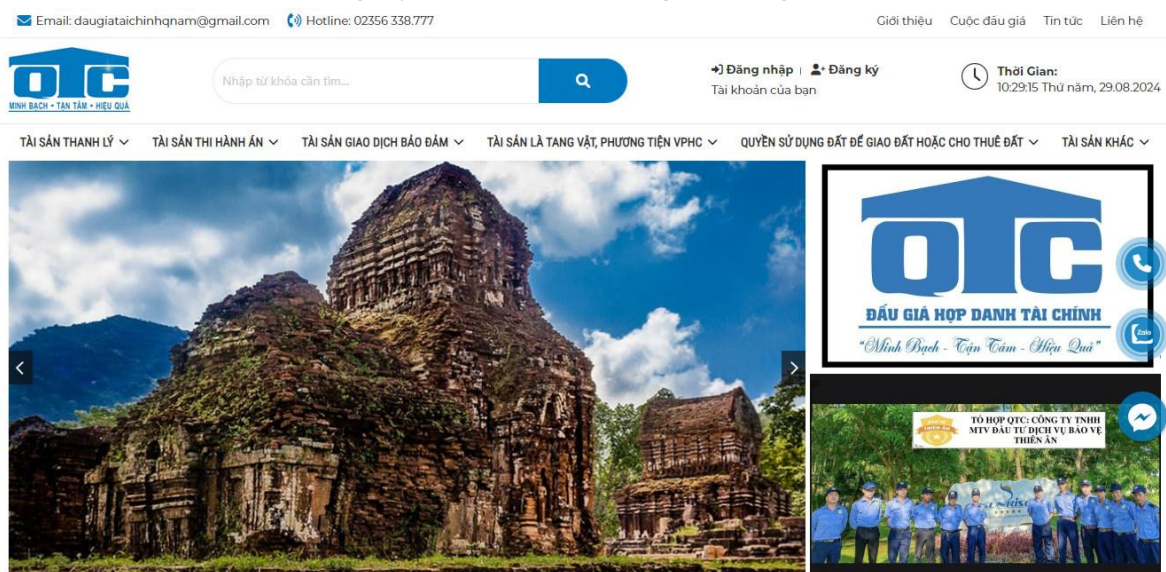 Email: daugiataichinhqnam@gmail.com Hotline: 02356 338.777 Giới thiệu Cuộc đấu giá Tin tức Liên hệ
QTC
MINH BẠCH • TẬN TÂM • HIỆU QUẢ
Nhập từ khóa cần tìm...
Đăng nhập | Đăng ký
Tài khoản của bạn
Thời Gian:
10:29:15 Thứ năm, 29.08.2024
TÀI SẢN THANH LÝ TÀI SẢN THI HÀNH ÁN TÀI SẢN GIAO DỊCH BẢO ĐẢM TÀI SẢN LÀ TANG VẬT, PHƯƠNG TIỆN VPHC QUYỀN SỬ DỤNG ĐẤT ĐỂ GIAO ĐẤT HOẶC CHO THUÊ ĐẤT TÀI SẢN KHÁC
QTC
ĐẤU GIÁ HỢP DANH TÀI CHÍNH
"Minh Bạch - Tận Tâm - Hiệu Quả"
Zalo
TỔ HỢP QTC: CÔNG TY TNHH
MTV ĐẦU TƯ DỊCH VỤ BẢO VỆ
THIÊN ÂN
THIÊN ÂN